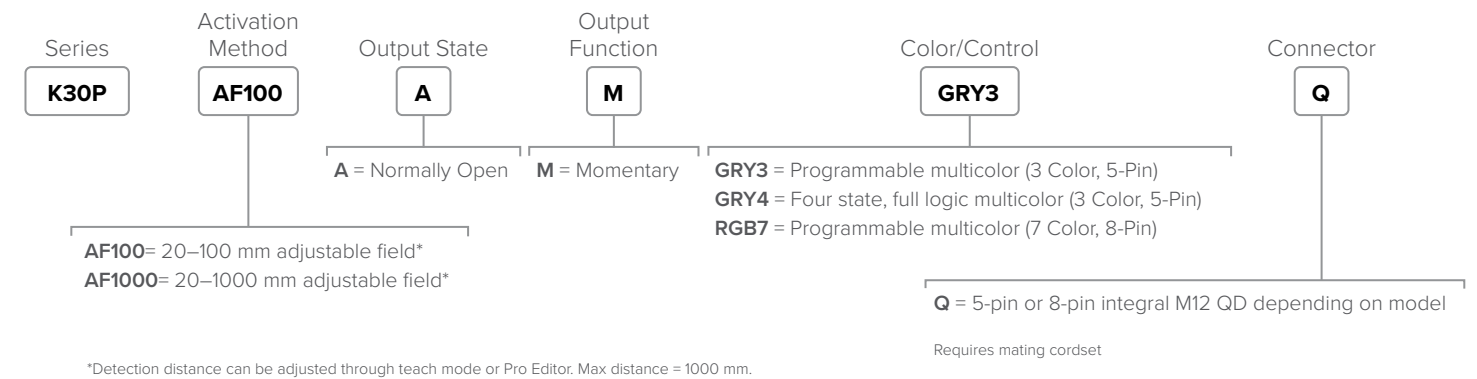 Series
Activation
Method
Output State
Output
Function
Color/Control
Connector
K30P
AF100
A
M
GRY3
Q
A = Normally Open
M = Momentary
GRY3 = Programmable multicolor (3 Color, 5-Pin)
GRY4 = Four state, full logic multicolor (3 Color, 5-Pin)
RGB7 = Programmable multicolor (7 Color, 8-Pin)
AF100= 20–100 mm adjustable field*
AF1000= 20–1000 mm adjustable field*
Q = 5-pin or 8-pin integral M12 QD depending on model
Requires mating cordset
*Detection distance can be adjusted through teach mode or Pro Editor. Max distance = 1000 mm.